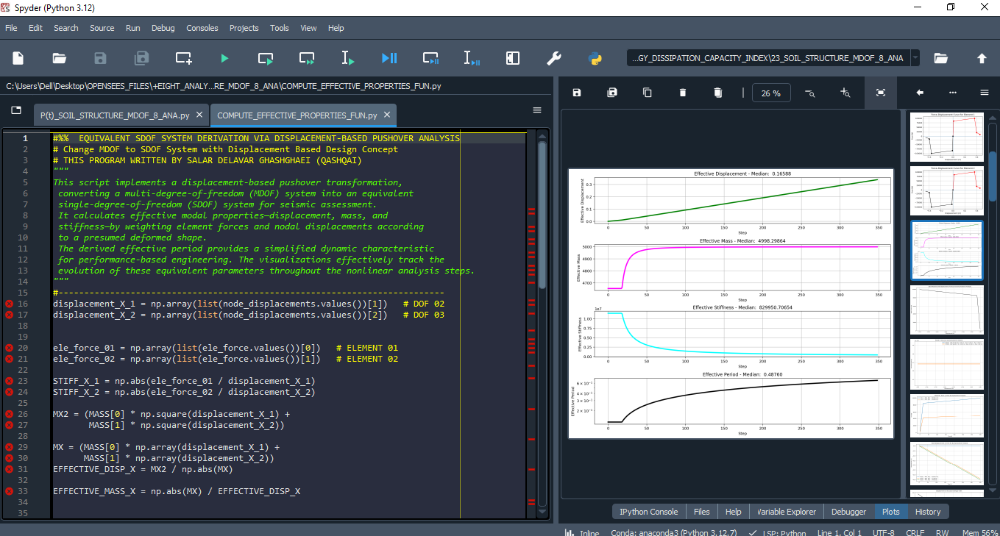 Spyder (Python 3.12)
File Edit Search Source Run Debug Consoles Projects Tools View Help
...GY_DISSIPATION_CAPACITY_INDEX\23_SOIL_STRUCTURE_MDOF_8_ANA
C:\Users\Dell\Desktop\OPENSEES_FILES\+EIGHT_ANALY...RE_MDOF_8_ANA\COMPUTE_EFFECTIVE_PROPERTIES_FUN.py
P(t)_SOIL_STRUCTURE_MDOF_8_ANA.py COMPUTE_EFFECTIVE_PROPERTIES_FUN.py
1 #%% EQUIVALENT SDOF SYSTEM DERIVATION VIA DISPLACEMENT-BASED PUSHOVER ANALYSIS
2 # Change MDOF to SDOF System with Displacement Based Design Concept
3 # THIS PROGRAM WRITTEN BY SALAR DELAVAR GHASHGHAEI (QASHQAI)
4 """
5 This script implements a displacement-based pushover transformation,
6 converting a multi-degree-of-freedom (MDOF) system into an equivalent
7 single-degree-of-freedom (SDOF) system for seismic assessment.
8 It calculates effective modal properties—displacement, mass, and
9 stiffness—by weighting element forces and nodal displacements according
10 to a presumed deformed shape.
11 The derived effective period provides a simplified dynamic characteristic
12 for performance-based engineering. The visualizations effectively track the
13 evolution of these equivalent parameters throughout the nonlinear analysis steps.
14 """
15 #---------------------------------------------------------------------------
16 displacement_X_1 = np.array(list(node_displacements.values())[1]) # DOF 02
17 displacement_X_2 = np.array(list(node_displacements.values())[2]) # DOF 03
18
19
20 ele_force_01 = np.array(list(ele_force.values())[0]) # ELEMENT 01
21 ele_force_02 = np.array(list(ele_force.values())[1]) # ELEMENT 02
22
23 STIFF_X_1 = np.abs(ele_force_01 / displacement_X_1)
24 STIFF_X_2 = np.abs(ele_force_02 / displacement_X_2)
25
26 MX2 = (MASS[0] * np.square(displacement_X_1) +
27 MASS[1] * np.square(displacement_X_2))
28
29 MX = (MASS[0] * np.array(displacement_X_1) +
30 MASS[1] * np.array(displacement_X_2))
31 EFFECTIVE_DISP_X = MX2 / np.abs(MX)
32
33 EFFECTIVE_MASS_X = np.abs(MX) / EFFECTIVE_DISP_X
34
35
26 %
Effective Displacement - Median: 0.16588
Effective Displacement
0.3
0.2
0.1
0.0
0 50 100 150 200 250 300 350
Step
Effective Mass - Median: 4998.29864
Effective Mass
5000
4900
4800
4700
0 50 100 150 200 250 300 350
Step
Effective Stiffness - Median: 829950.70654
1e7
Effective Stiffness
1.00
0.75
0.50
0.25
0.00
0 50 100 150 200 250 300 350
Step
Effective Period - Median: 0.48760
Effective Period
6 × 10⁻¹
4 × 10⁻¹
3 × 10⁻¹
2 × 10⁻¹
0 50 100 150 200 250 300 350
Step
IPython Console Files Help Variable Explorer Debugger Plots History
Inline Conda: anaconda3 (Python 3.12.7) LSP: Python Line 1, Col 1 UTF-8 CRLF RW Mem 56%